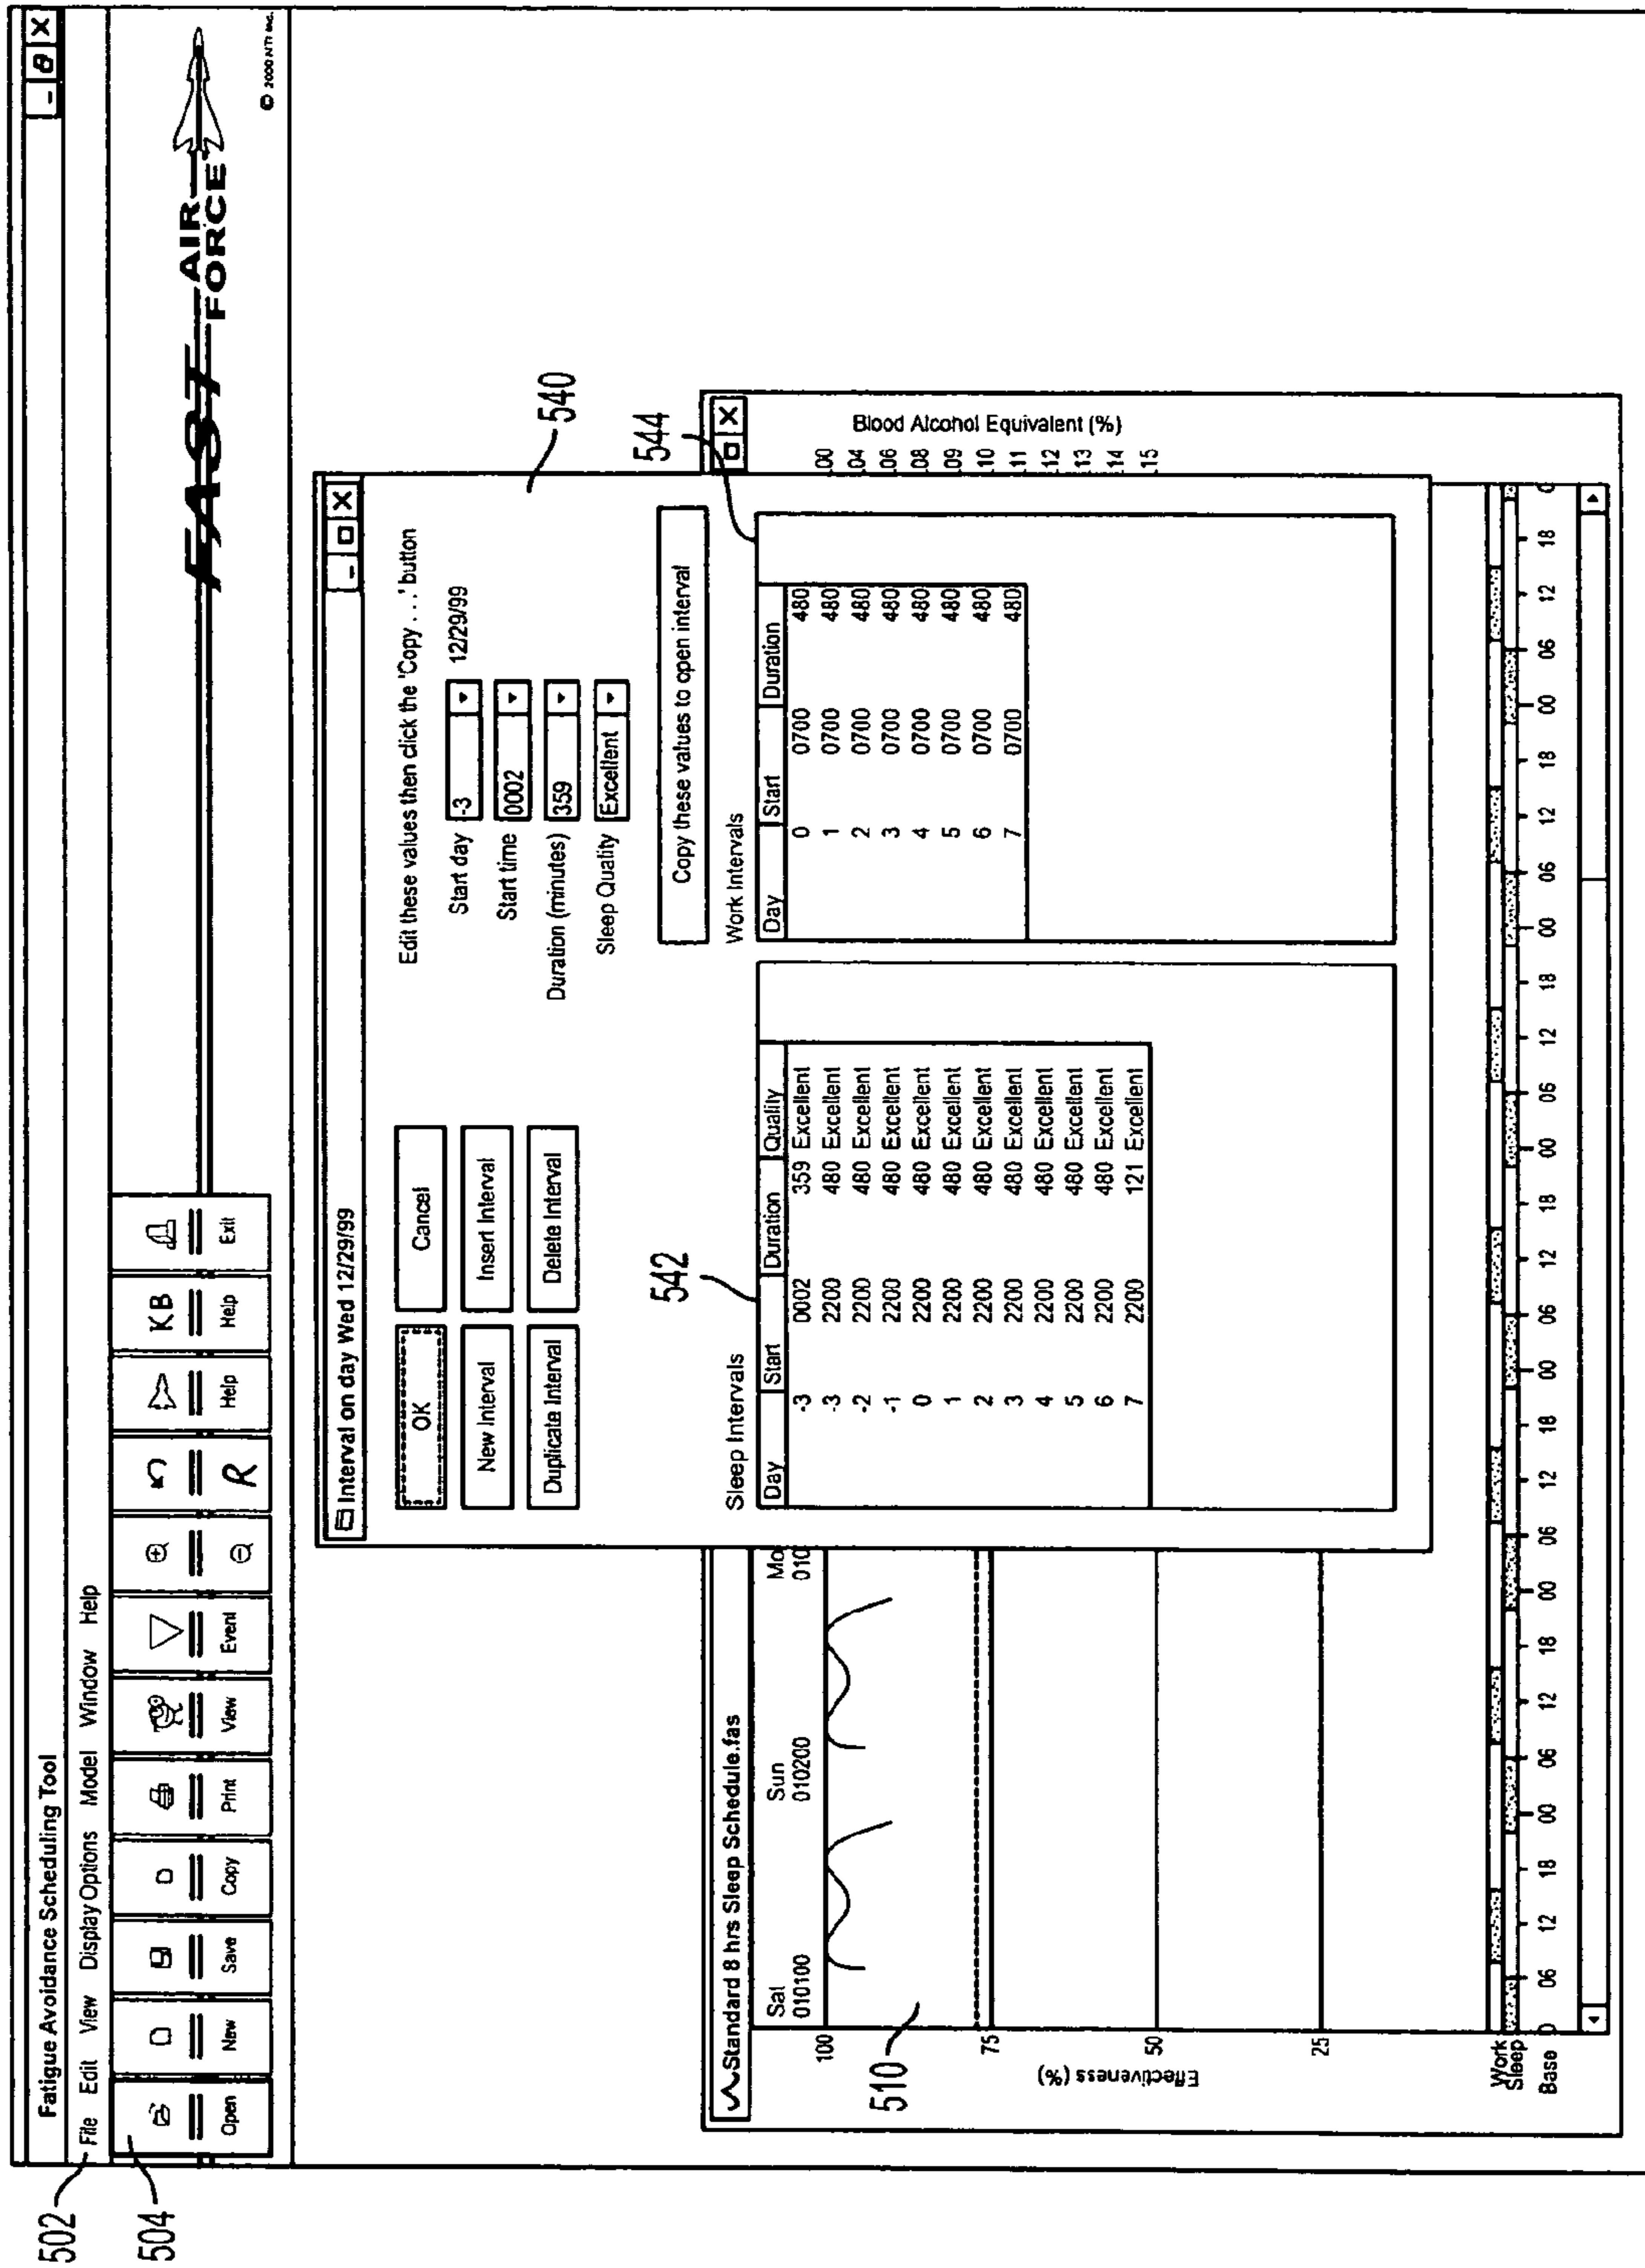 Fatigue Avoidance Scheduling Tool
502
File Edit View Display Options Model Window Help
504
Open New Save Copy Print View Event R Help KB Help Exit
FAST AIR FORCE
© 2000 NTI Inc.
Interval on day Wed 12/29/99
OK Cancel
New Interval Insert Interval
Duplicate Interval Delete Interval
Edit these values then click the 'Copy . . .' button
Start day -3 12/29/99
Start time 0002
Duration (minutes) 359
Sleep Quality Excellent
Copy these values to open interval
540
542
544
Sleep Intervals
Day Start Duration Quality
-3 0002 359 Excellent
-3 2200 480 Excellent
-2 2200 480 Excellent
-1 2200 480 Excellent
0 2200 480 Excellent
1 2200 480 Excellent
2 2200 480 Excellent
3 2200 480 Excellent
4 2200 480 Excellent
5 2200 480 Excellent
6 2200 480 Excellent
7 2200 121 Excellent
Work Intervals
Day Start Duration
0 0700 480
1 0700 480
2 0700 480
3 0700 480
4 0700 480
5 0700 480
6 0700 480
7 0700 480
Standard 8 hrs Sleep Schedule.fas
Sat Sun Mo
010100 010200 010
510
Effectiveness (%)
100
75
50
25
Blood Alcohol Equivalent (%)
.00
.04
.06
.08
.09
.10
.11
.12
.13
.14
.15
Work
Sleep
Base 0 06 12 18 00 06 12 18 00 06 12 18 00 06 12 18 00 06 12 18 00 06 12 18 00 06 12 18 0